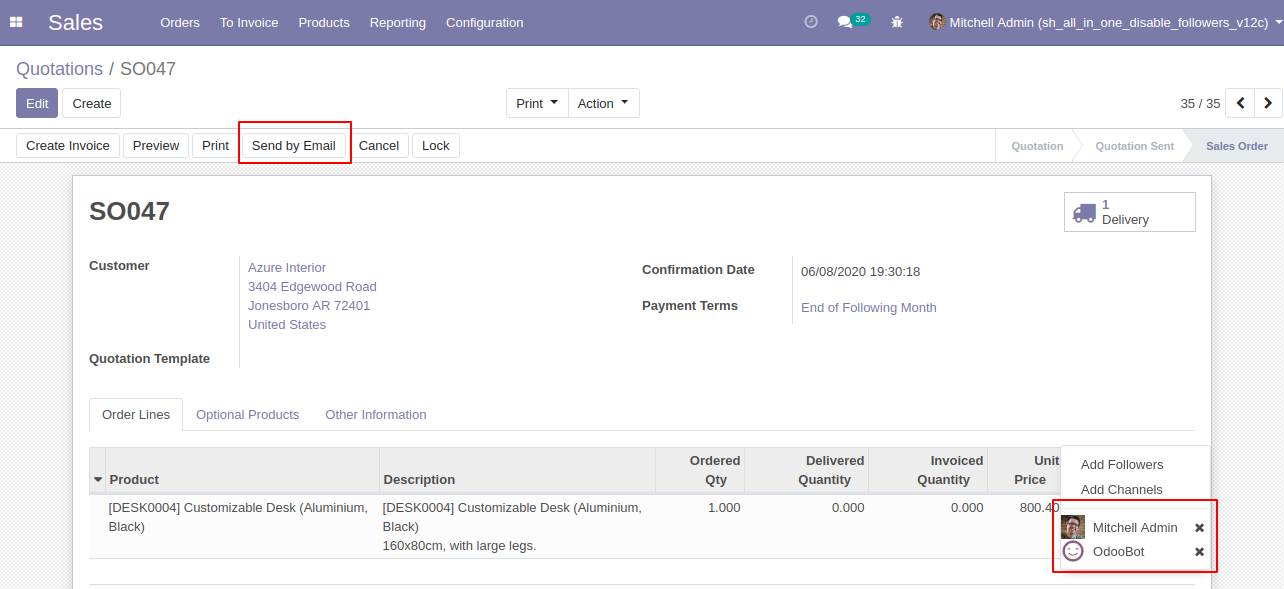 Sales Orders To Invoice Products Reporting Configuration 32 Mitchell Admin (sh_all_in_one_disable_followers_v12c)
Quotations / SO047
Edit Create Print Action 35 / 35
Create Invoice Preview Print Send by Email Cancel Lock Quotation Quotation Sent Sales Order
SO047
1
Delivery
Customer
Azure Interior
3404 Edgewood Road
Jonesboro AR 72401
United States
Confirmation Date 06/08/2020 19:30:18
Payment Terms End of Following Month
Quotation Template
Order Lines Optional Products Other Information
Product Description Ordered Qty Delivered Quantity Invoiced Quantity Unit Price
[DESK0004] Customizable Desk (Aluminium,
Black)
[DESK0004] Customizable Desk (Aluminium,
Black)
160x80cm, with large legs.
1.000 0.000 0.000 800.40
Add Followers
Add Channels
Mitchell Admin
OdooBot